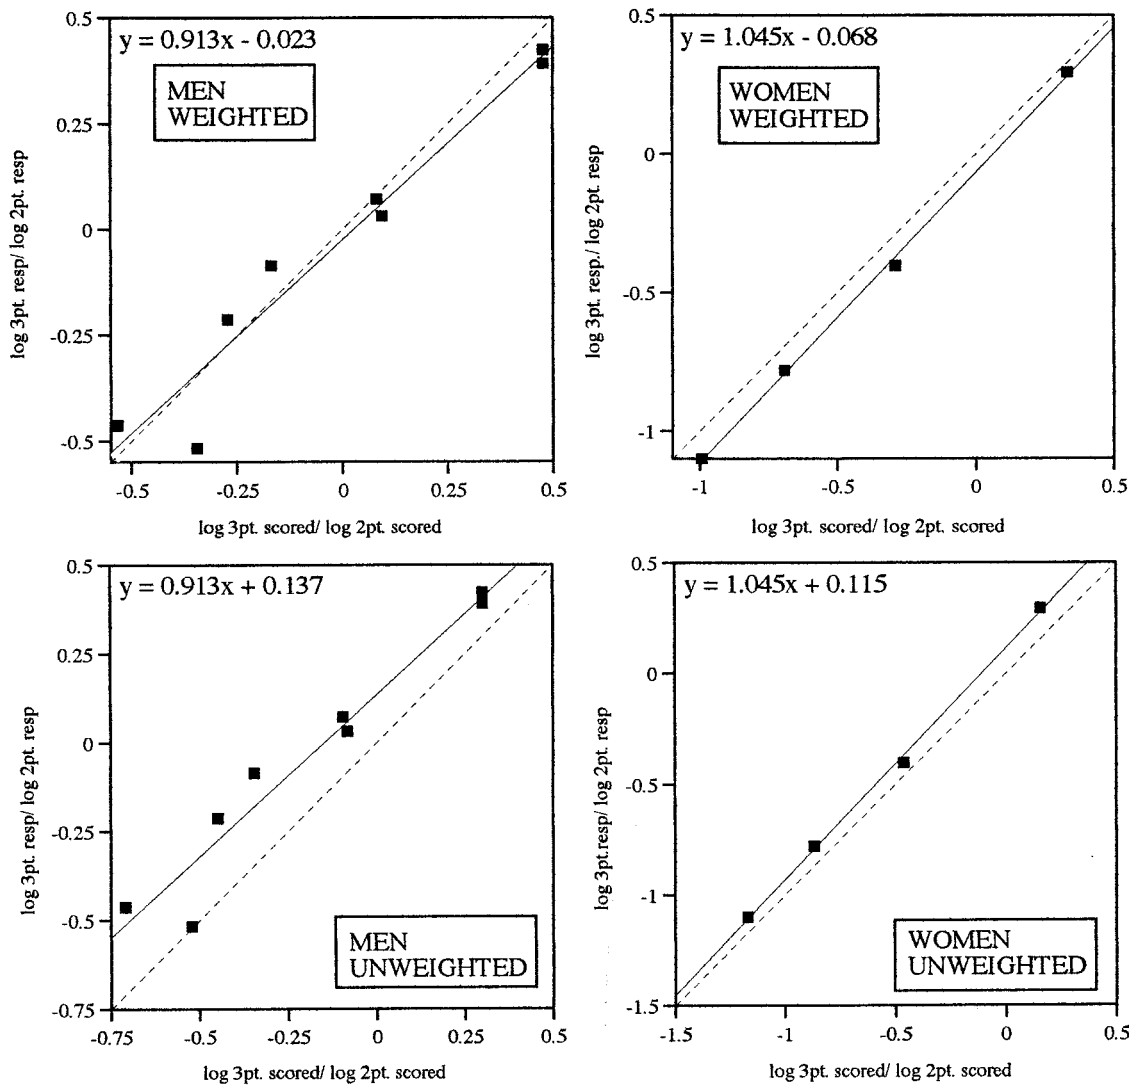 0.5
y = 0.913x - 0.023
MEN
WEIGHTED
0.25
0
-0.25
-0.5
log 3pt. resp/ log 2pt. resp
-0.5
-0.25
0
0.25
0.5
log 3pt. scored/ log 2pt. scored
0.5
y = 1.045x - 0.068
WOMEN
WEIGHTED
0
-0.5
-1
log 3pt. resp./ log 2pt. resp
-1
-0.5
0
0.5
log 3pt. scored/ log 2pt. scored
0.5
y = 0.913x + 0.137
0.25
0
-0.25
-0.5
-0.75
log 3pt. resp/ log 2pt. resp
MEN
UNWEIGHTED
-0.75
-0.5
-0.25
0
0.25
0.5
log 3pt. scored/ log 2pt. scored
0.5
y = 1.045x + 0.115
0
-0.5
-1
-1.5
log 3pt.resp/ log 2pt. resp
WOMEN
UNWEIGHTED
-1.5
-1
-0.5
0
0.5
log 3pt. scored/ log 2pt. scored